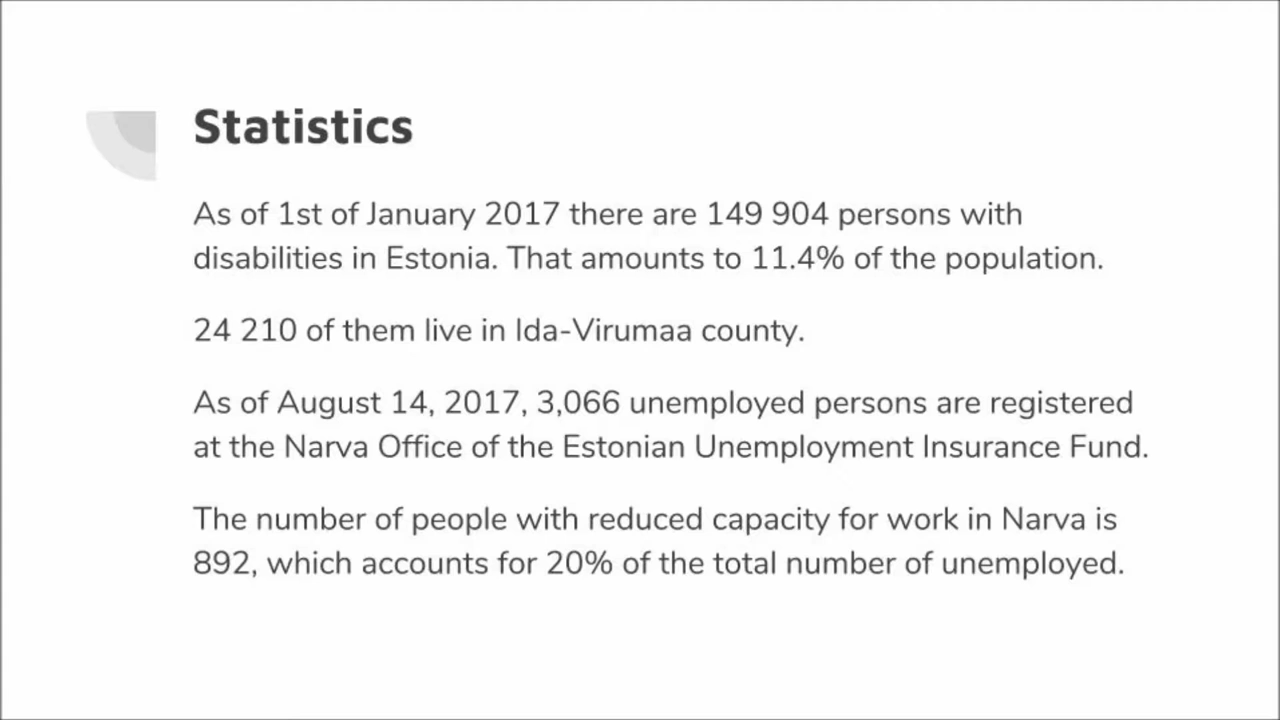 Statistics
As of 1st of January 2017 there are 149 904 persons with
disabilities in Estonia. That amounts to 11.4% of the population.
24 210 of them live in Ida-Virumaa county.
As of August 14, 2017, 3,066 unemployed persons are registered
at the Narva Office of the Estonian Unemployment Insurance Fund.
The number of people with reduced capacity for work in Narva is
892, which accounts for 20% of the total number of unemployed.